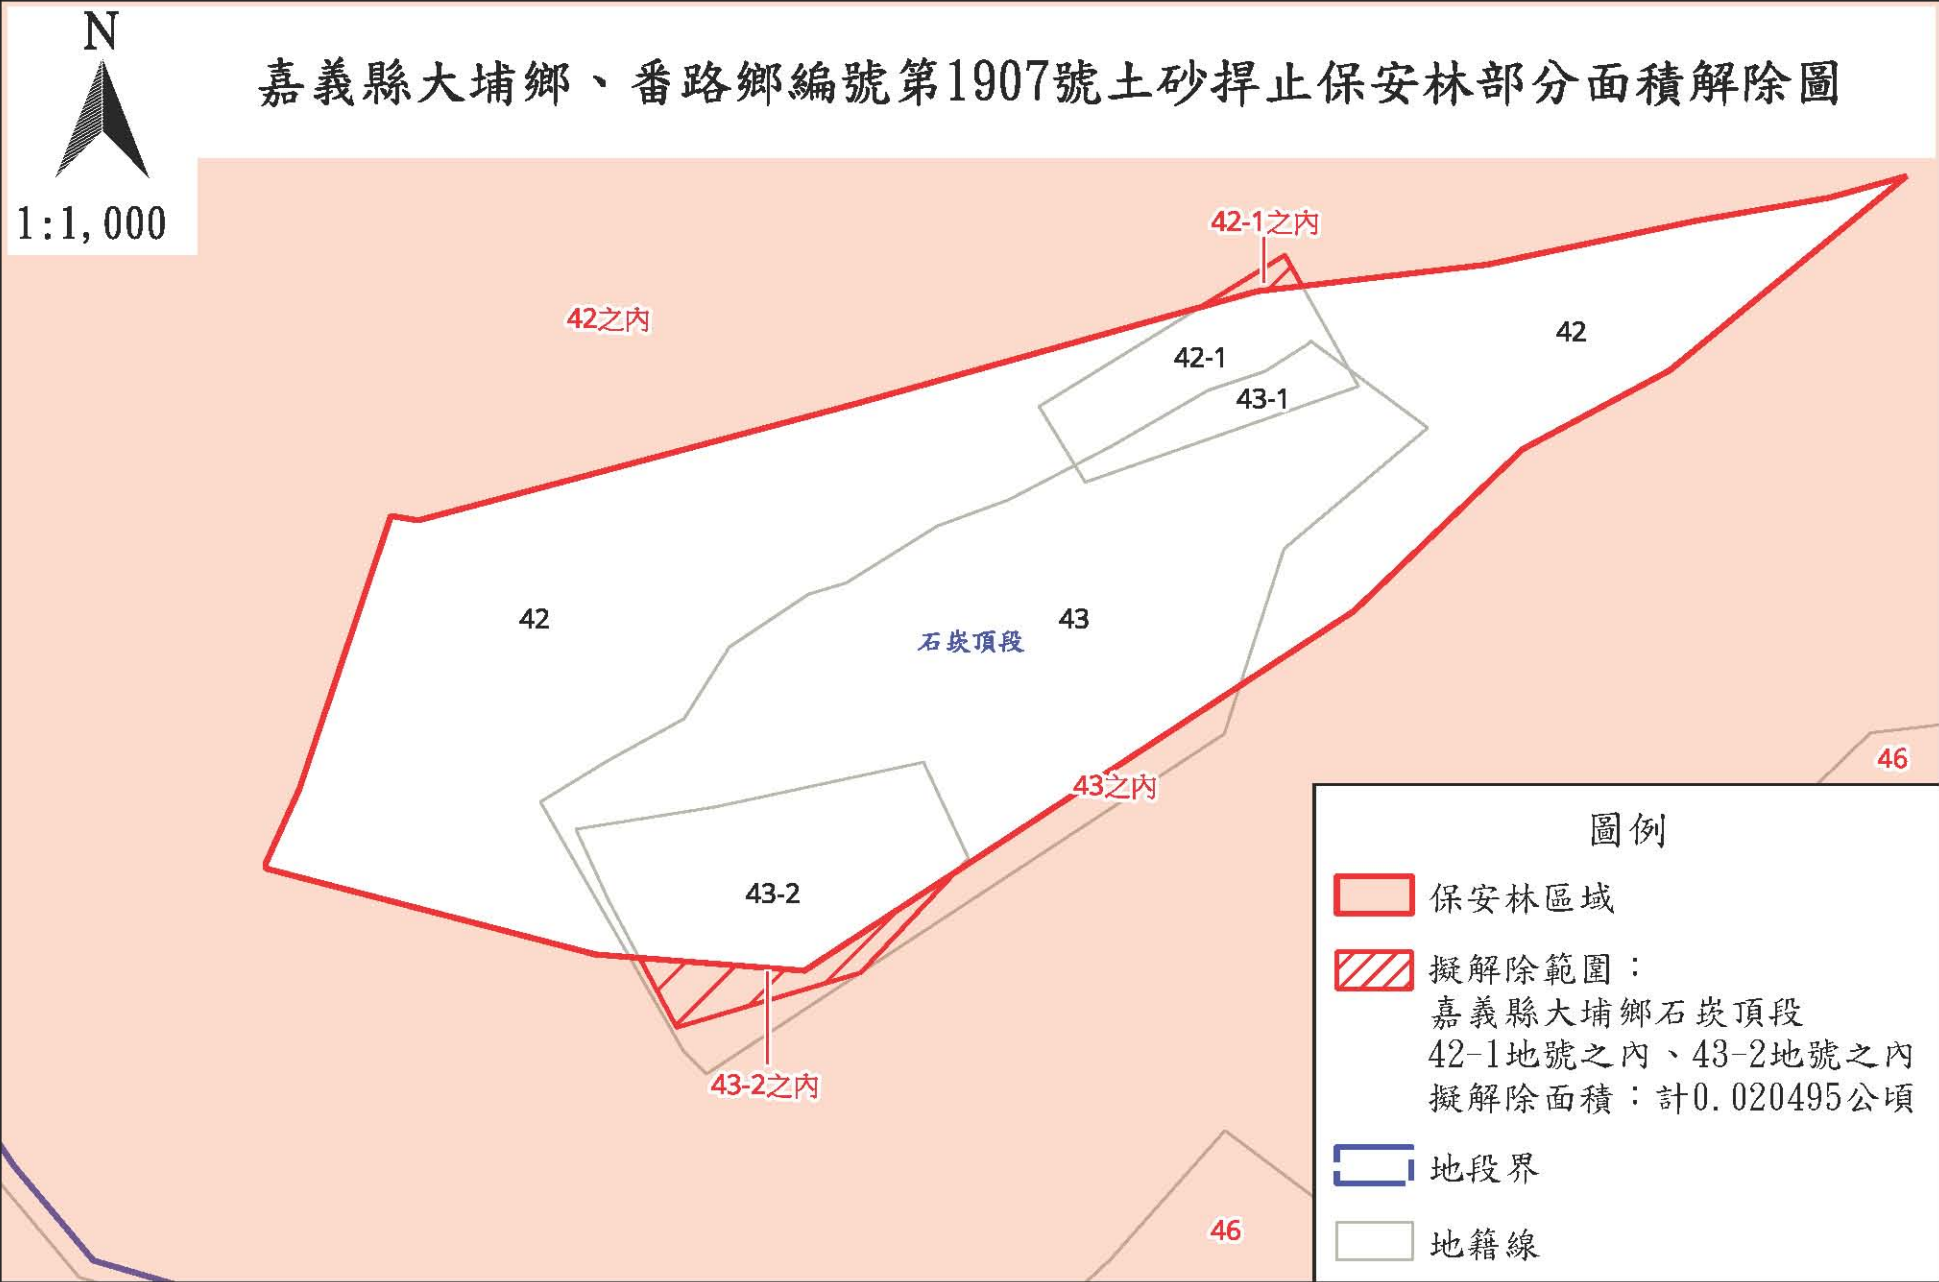 N
嘉義縣大埔鄉、番路鄉編號第1907號土砂捍止保安林部分面積解除圖
1:1,000
42-1之內
42之內
42
42-1
43-1
42
43
石崁頂段
46
43之內
43-2
43-2之內
46
圖例
保安林區域
擬解除範圍：
嘉義縣大埔鄉石崁頂段
42-1地號之內、43-2地號之內
擬解除面積：計0.020495公頃
地段界
地籍線